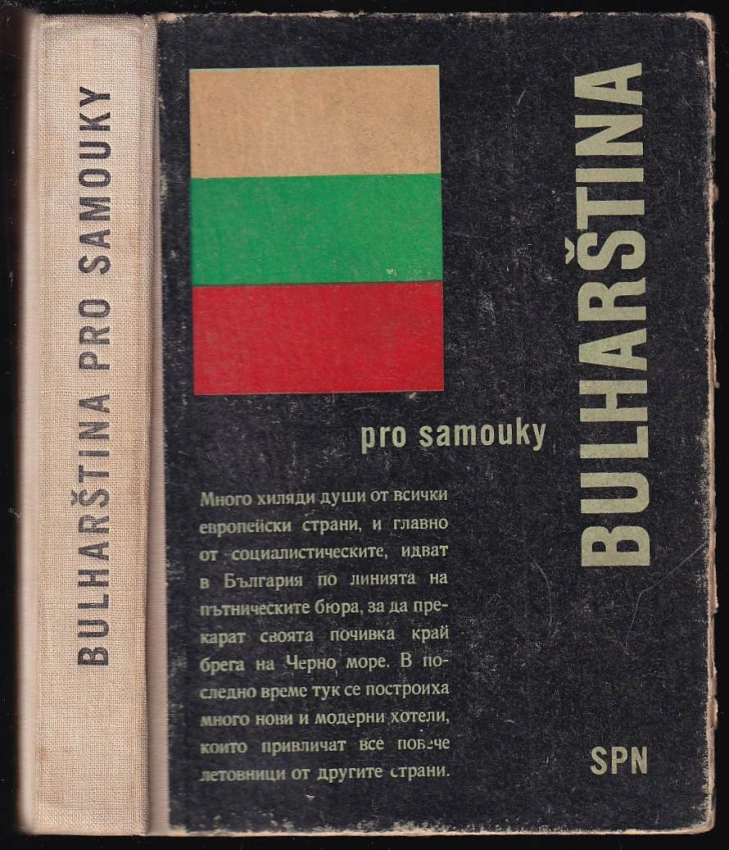 BULHARŠTINA PRO SAMOUKY
BULHARŠTINA
pro samouky
Много хиляди души от всички
европейски страни, и главно
от социалистическите, идват
в България по линията на
пътническите бюра, за да пре-
карат своята почивка край
брега на Черно море. В по-
следно време тук се построиха
много нови и модерни хотели,
които привличат все повече
летовници от другите страни.
SPN